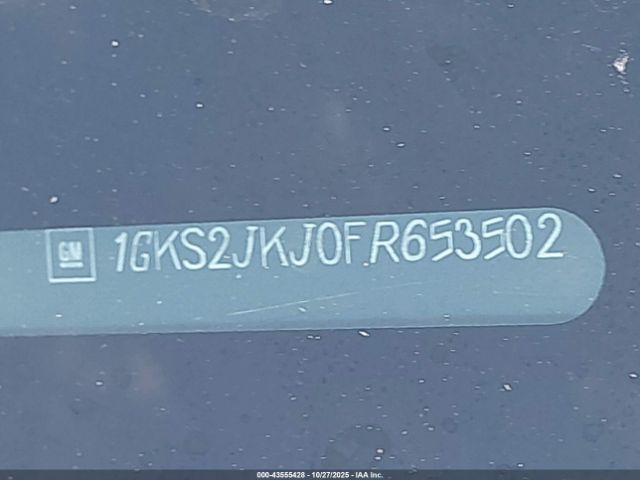 GM 1GKS2JKJ0FR653502
000-43555428 - 10/27/2025 - IAA Inc.